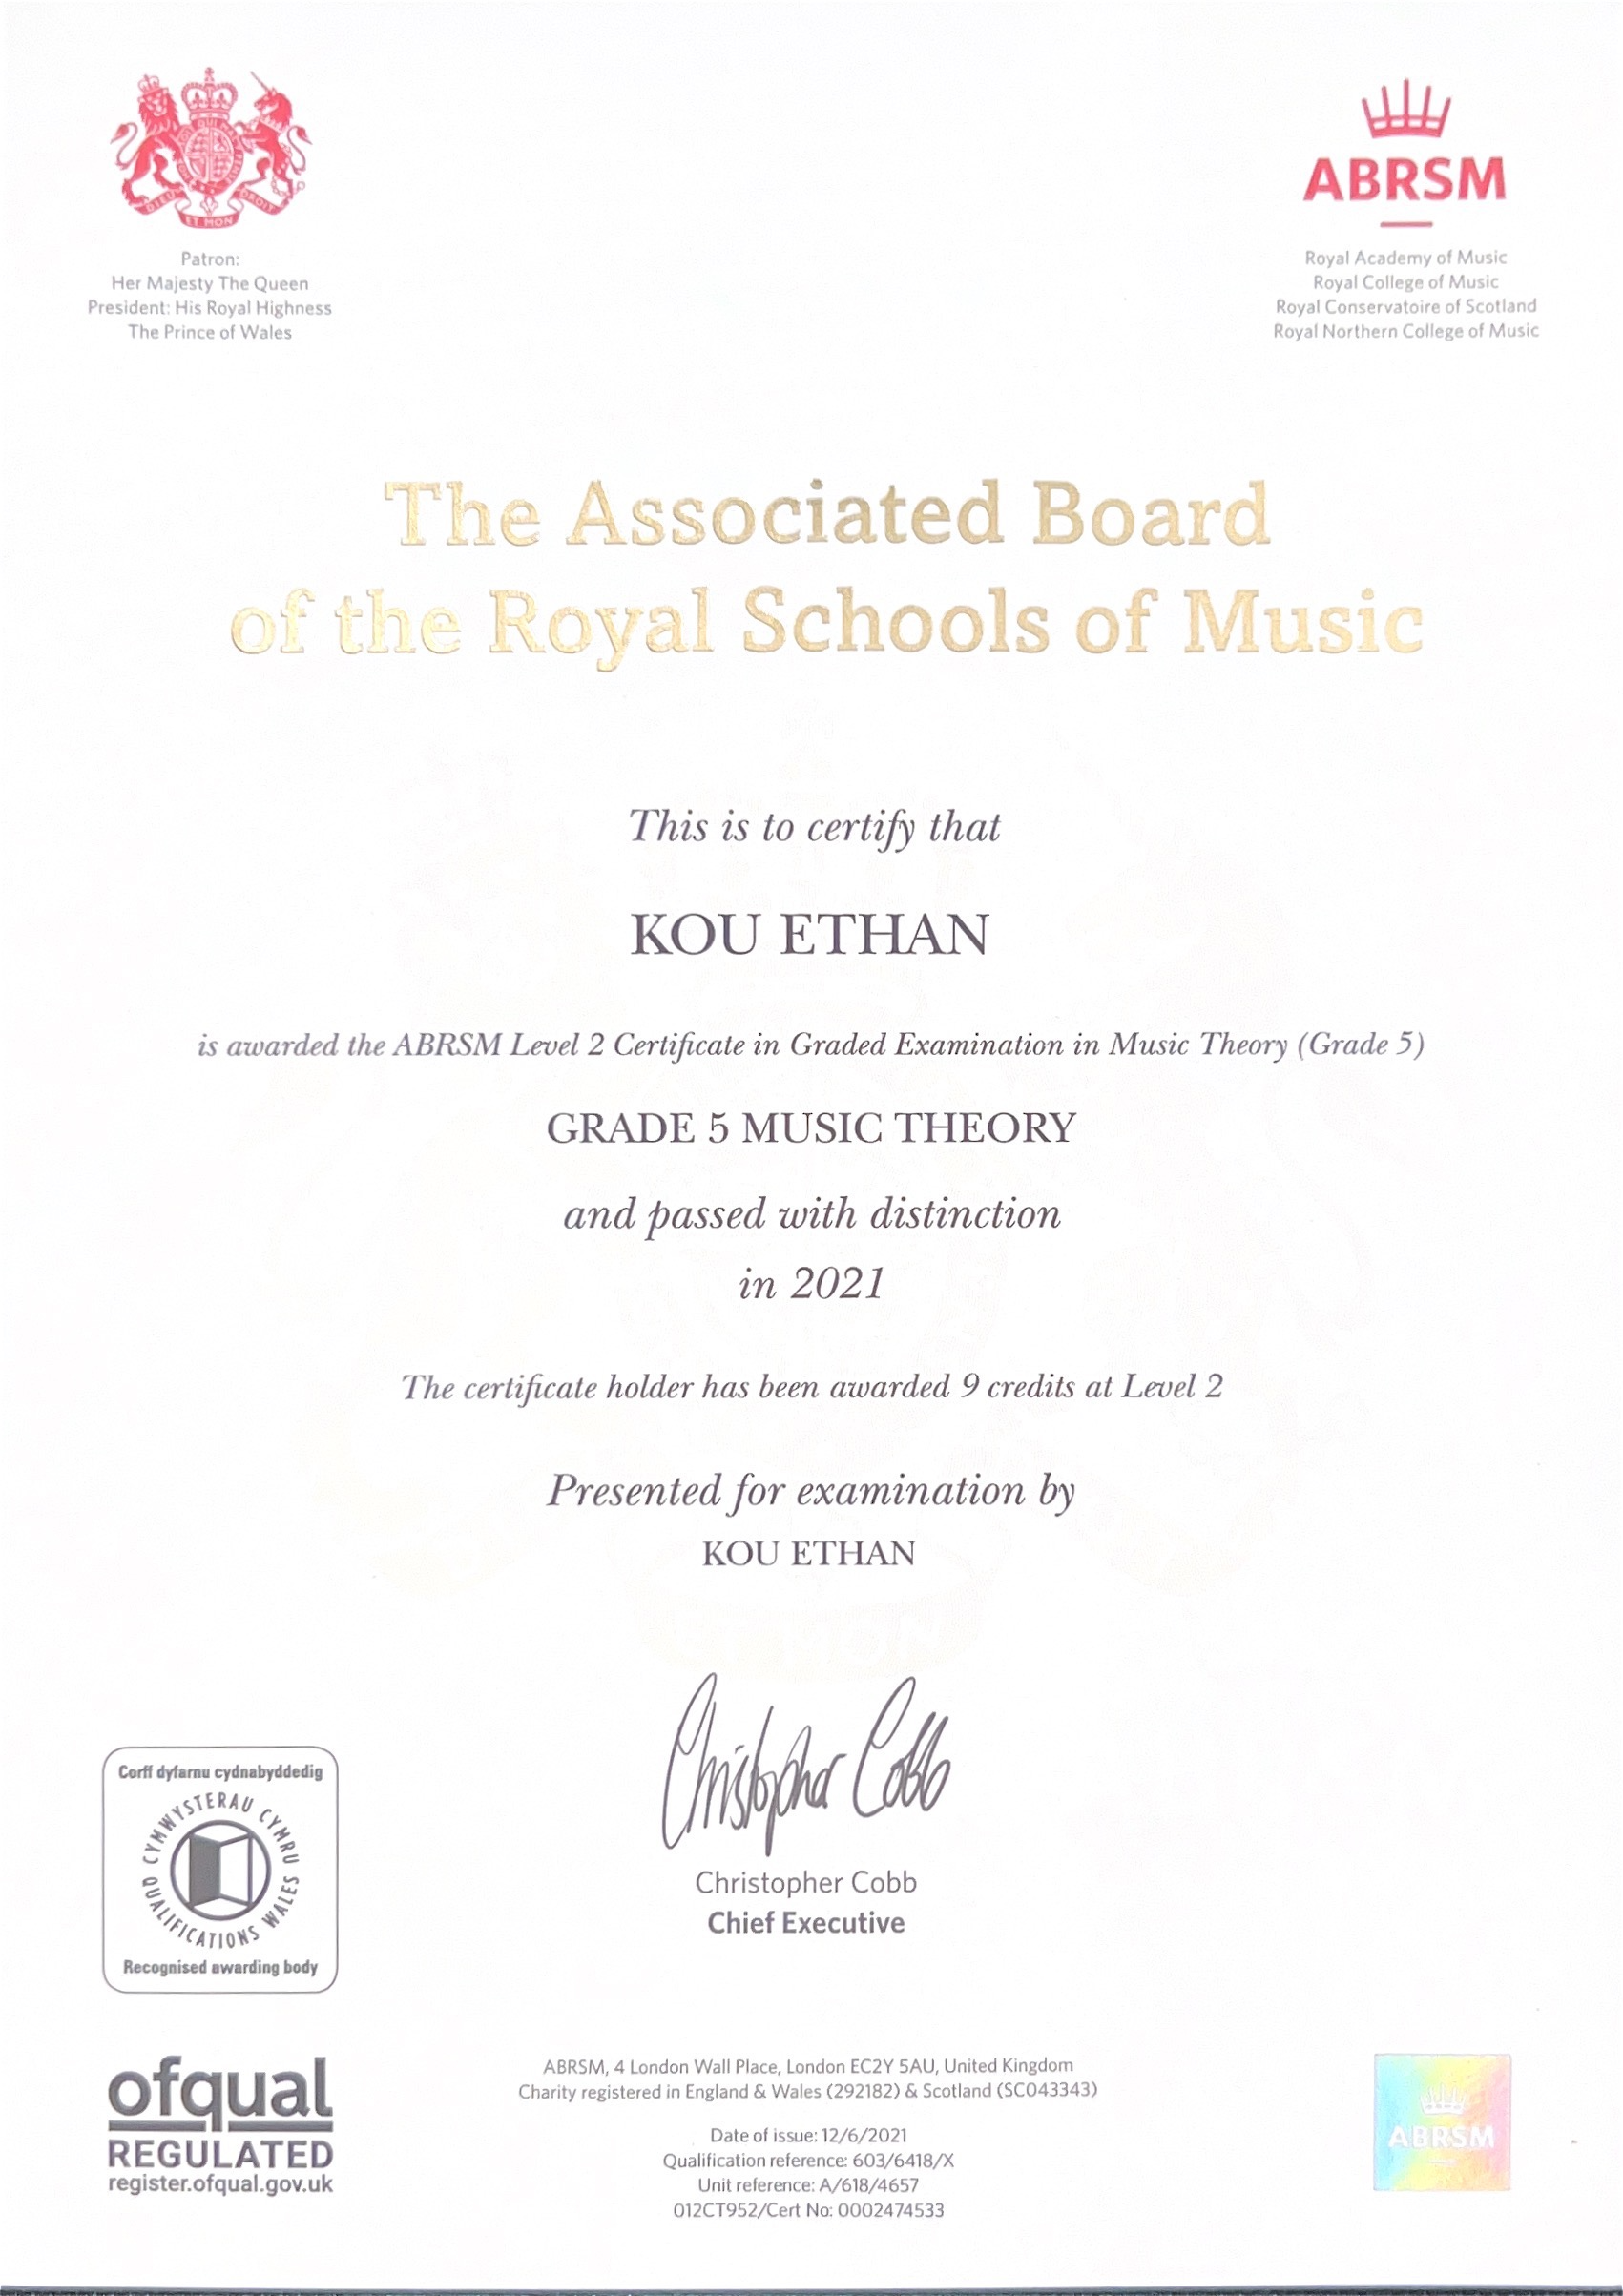 Patron:
Her Majesty The Queen
President: His Royal Highness
The Prince of Wales
ABRSM
Royal Academy of Music
Royal College of Music
Royal Conservatoire of Scotland
Royal Northern College of Music
The Associated Board
of the Royal Schools of Music
This is to certify that
KOU ETHAN
is awarded the ABRSM Level 2 Certificate in Graded Examination in Music Theory (Grade 5)
GRADE 5 MUSIC THEORY
and passed with distinction
in 2021
The certificate holder has been awarded 9 credits at Level 2
Presented for examination by
KOU ETHAN
Christopher Cobb
Christopher Cobb
Chief Executive
Corff dyfarnu cydnabyddedig
CYMWYSTERAU CYMRU
QUALIFICATIONS WALES
Recognised awarding body
ofqual
REGULATED
register.ofqual.gov.uk
ABRSM, 4 London Wall Place, London EC2Y 5AU, United Kingdom
Charity registered in England & Wales (292182) & Scotland (SC043343)
Date of issue: 12/6/2021
Qualification reference: 603/6418/X
Unit reference: A/618/4657
012CT952/Cert No: 0002474533
ABRSM